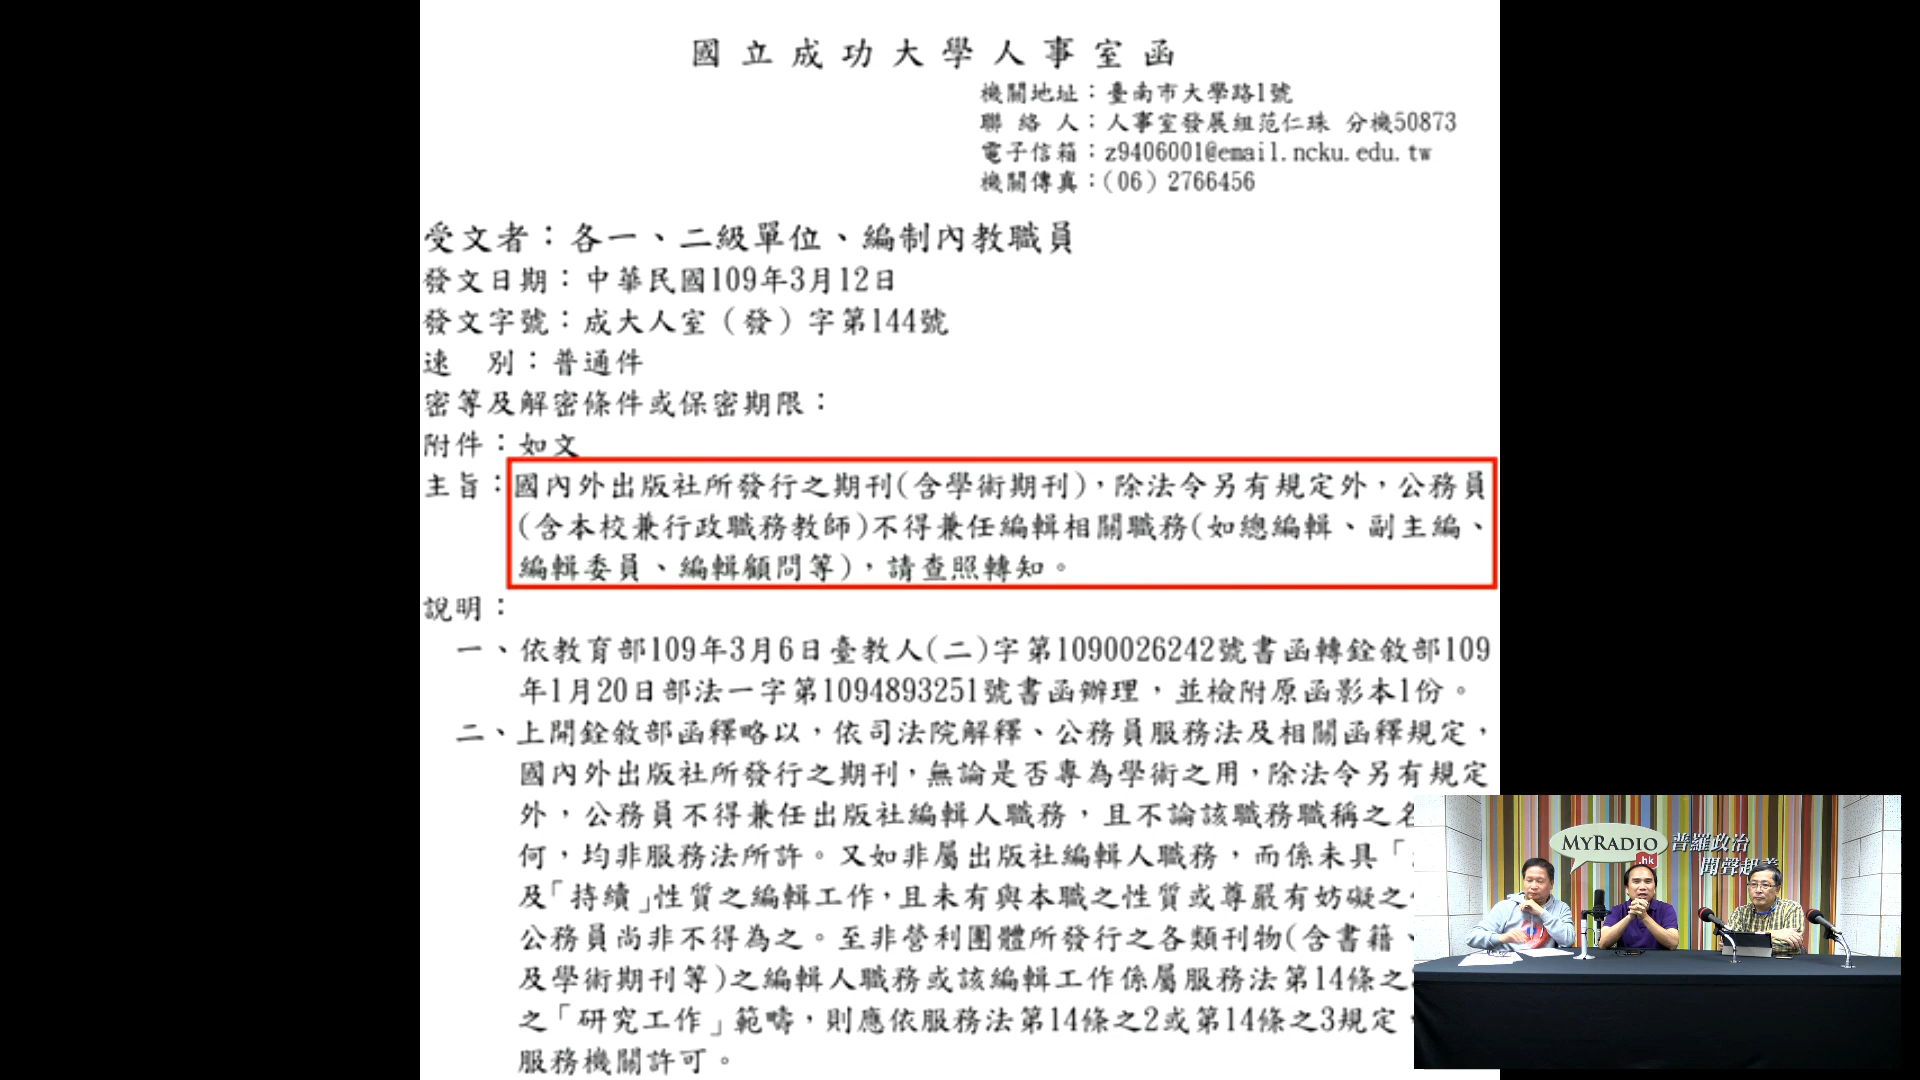 國立成功大學人事室函
機關地址：臺南市大學路1號
聯 絡 人：人事室發展組范仁珠 分機50873
電子信箱：z9406001@email.ncku.edu.tw
機關傳真：(06) 2766456
受文者：各一、二級單位、編制內教職員
發文日期：中華民國109年3月12日
發文字號：成大人室（發）字第144號
速　別：普通件
密等及解密條件或保密期限：
附件：如文
主旨：國內外出版社所發行之期刊(含學術期刊)，除法令另有規定外，公務員
(含本校兼行政職務教師)不得兼任編輯相關職務(如總編輯、副主編、
編輯委員、編輯顧問等)，請查照轉知。
說明：
一、依教育部109年3月6日臺教人(二)字第1090026242號書函轉銓敘部109
年1月20日部法一字第1094893251號書函辦理，並檢附原函影本1份。
二、上開銓敘部函釋略以，依司法院解釋、公務員服務法及相關函釋規定，
國內外出版社所發行之期刊，無論是否專為學術之用，除法令另有規定
外，公務員不得兼任出版社編輯人職務，且不論該職務職稱之名
何，均非服務法所許。又如非屬出版社編輯人職務，而係未具「
及「持續」性質之編輯工作，且未有與本職之性質或尊嚴有妨礙之
公務員尚非不得為之。至非營利團體所發行之各類刊物(含書籍、
及學術期刊等)之編輯人職務或該編輯工作係屬服務法第14條之
之「研究工作」範疇，則應依服務法第14條之2或第14條之3規定
服務機關許可。
MYRADIO
.hk
普羅政治
聞聲起義